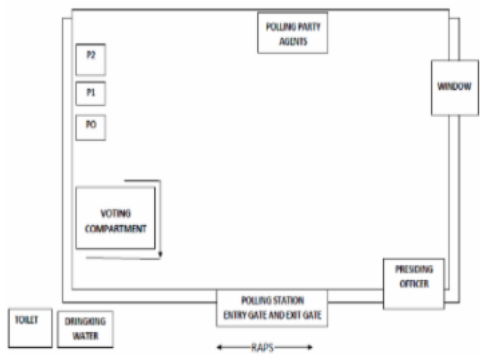 POLLING PARTY
AGENTS
P2
P1
PO
WINDOW
VOTING
COMPARTMENT
PRESIDING
OFFICER
POLLING STATION
ENTRY GATE AND EXIT GATE
TOILET
DRINGKING
WATER
RAPS